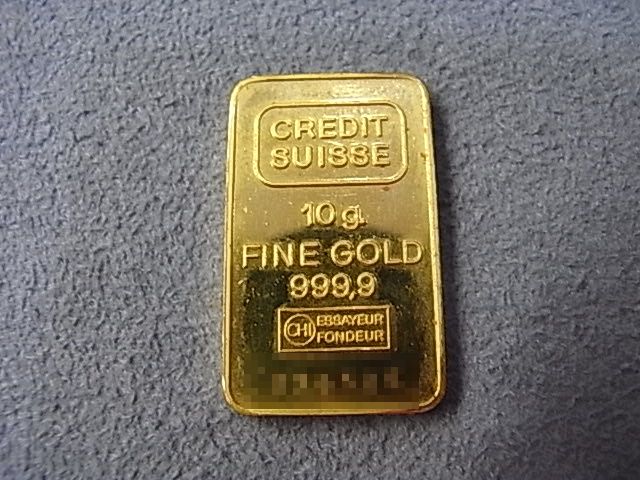 CREDIT
SUISSE
10 g.
FINE GOLD
999,9
CHI ESSAYEUR
FONDEUR